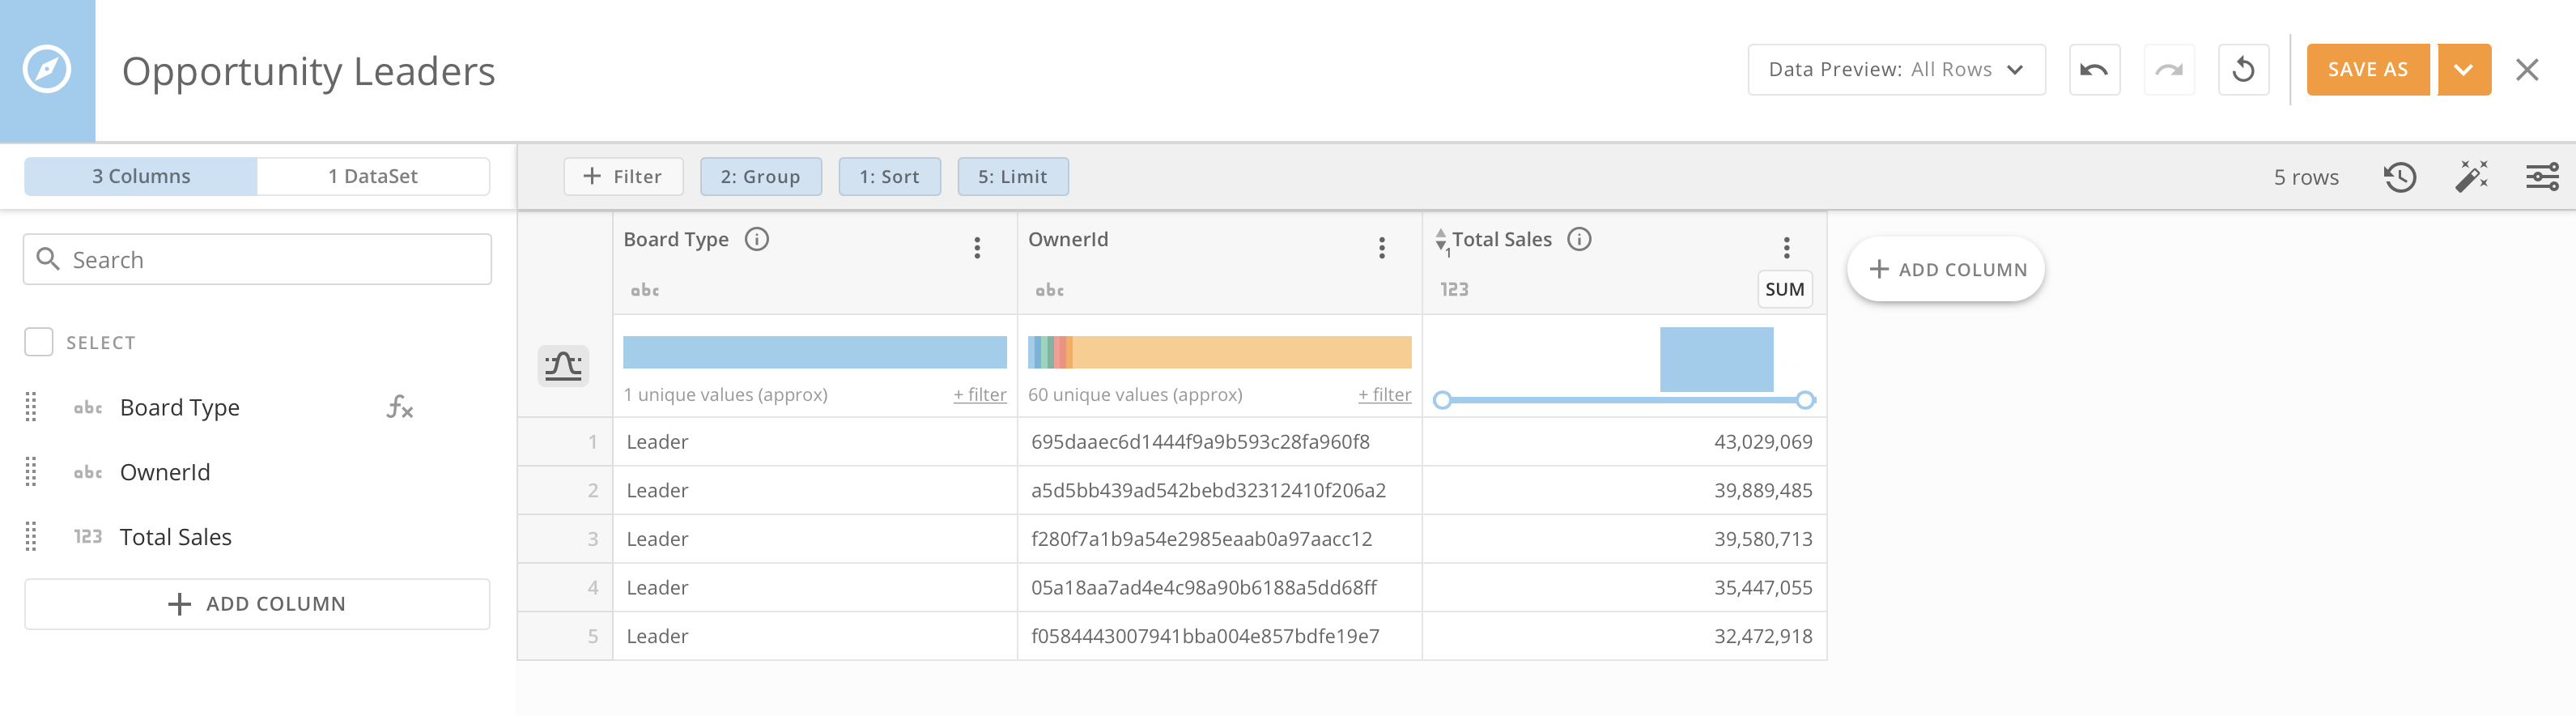 Opportunity Leaders
Data Preview: All Rows
SAVE AS
3 Columns
1 DataSet
+ Filter
2: Group
1: Sort
5: Limit
5 rows
Search
SELECT
abc Board Type fx
abc OwnerId
123 Total Sales
+ ADD COLUMN
Board Type
OwnerId
1 Total Sales
+ ADD COLUMN
abc
abc
123 SUM
1 unique values (approx) + filter
60 unique values (approx) + filter
1 Leader 695daaec6d1444f9a9b593c28fa960f8 43,029,069
2 Leader a5d5bb439ad542bebd32312410f206a2 39,889,485
3 Leader f280f7a1b9a54e2985eaab0a97aacc12 39,580,713
4 Leader 05a18aa7ad4e4c98a90b6188a5dd68ff 35,447,055
5 Leader f0584443007941bba004e857bdfe19e7 32,472,918